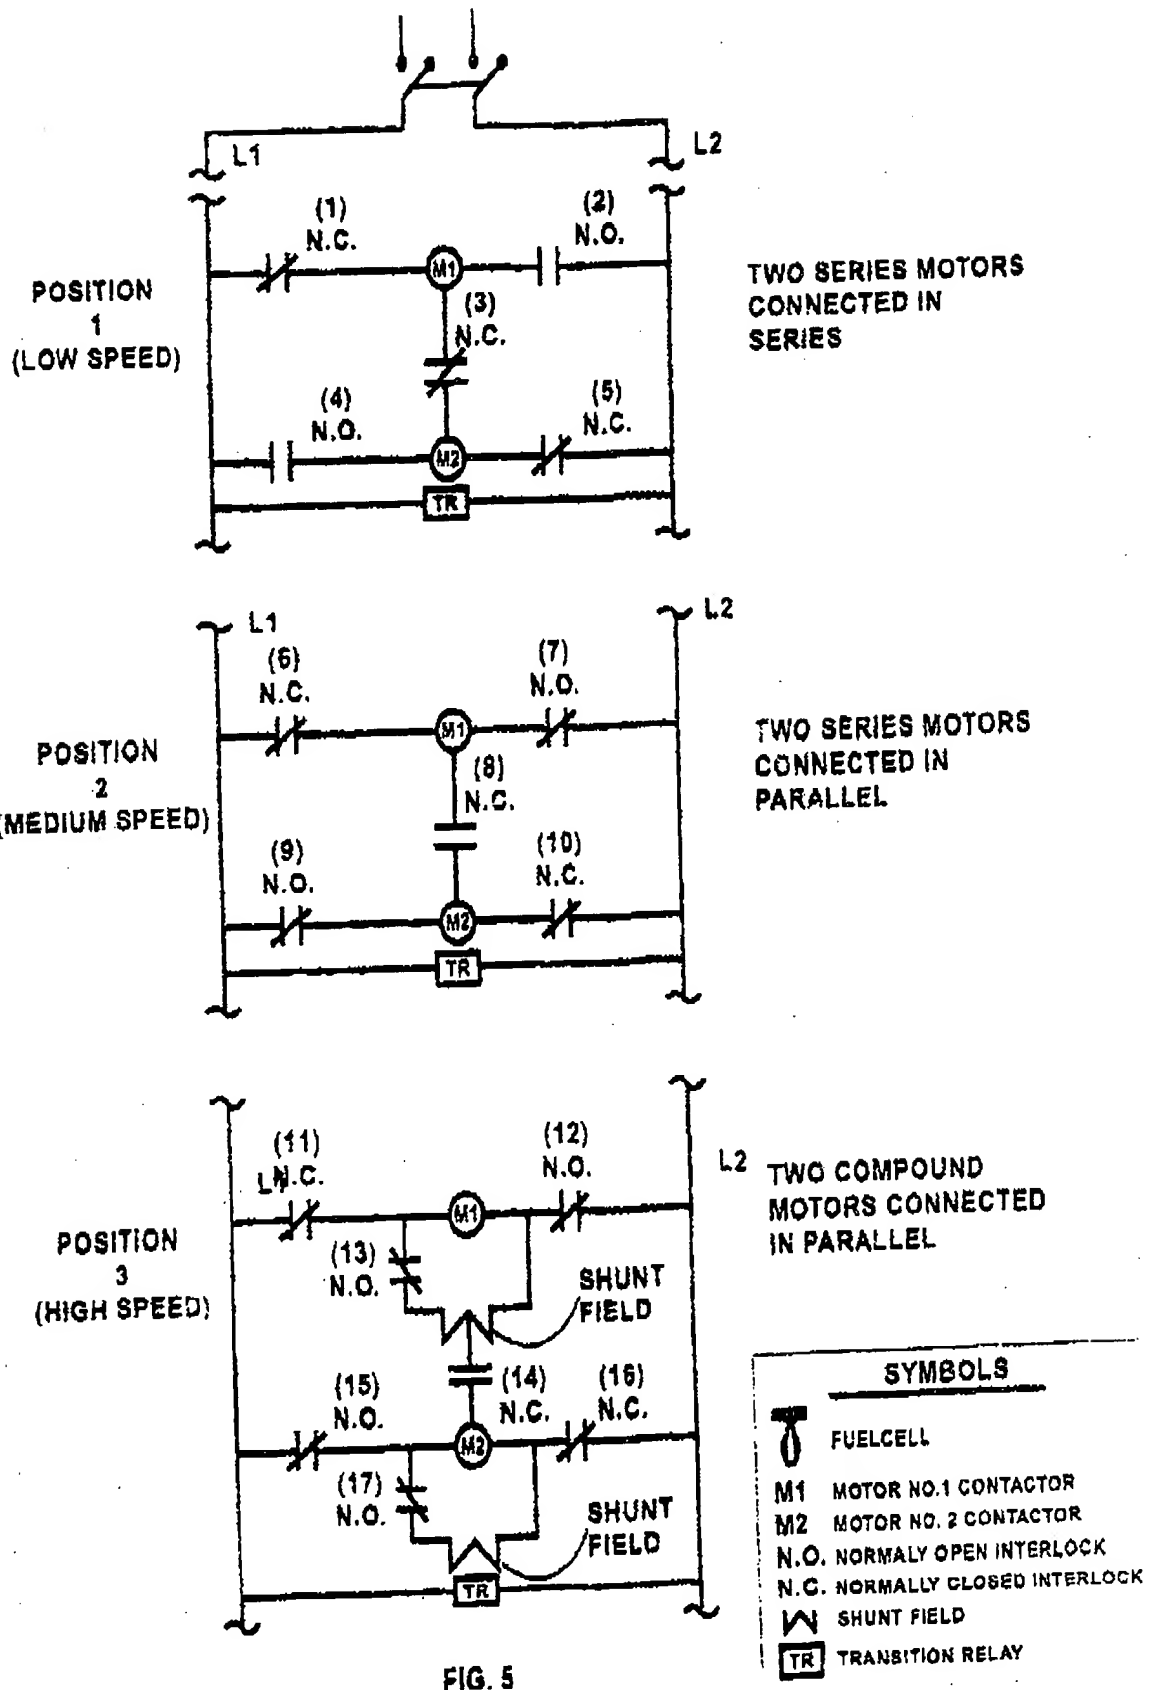 L1
L2
(1)
N.C.
(2)
N.O.
POSITION
1
(LOW SPEED)
M1
(3)
N.C.
TWO SERIES MOTORS
CONNECTED IN
SERIES
(4)
N.O.
(5)
N.C.
M2
TR
L1
L2
(6)
N.C.
(7)
N.O.
POSITION
2
(MEDIUM SPEED)
M1
(8)
N.C.
TWO SERIES MOTORS
CONNECTED IN
PARALLEL
(9)
N.O.
(10)
N.C.
M2
TR
(11)
N.C.
L1
(12)
N.O.
L2
TWO COMPOUND
MOTORS CONNECTED
IN PARALLEL
POSITION
3
(HIGH SPEED)
M1
(13)
N.O.
SHUNT
FIELD
(14)
N.C.
(15)
N.O.
(16)
N.C.
M2
(17)
N.O.
SHUNT
FIELD
TR
SYMBOLS
FUELCELL
M1 MOTOR NO.1 CONTACTOR
M2 MOTOR NO. 2 CONTACTOR
N.O. NORMALY OPEN INTERLOCK
N.C. NORMALLY CLOSED INTERLOCK
SHUNT FIELD
TR TRANSITION RELAY
FIG. 5